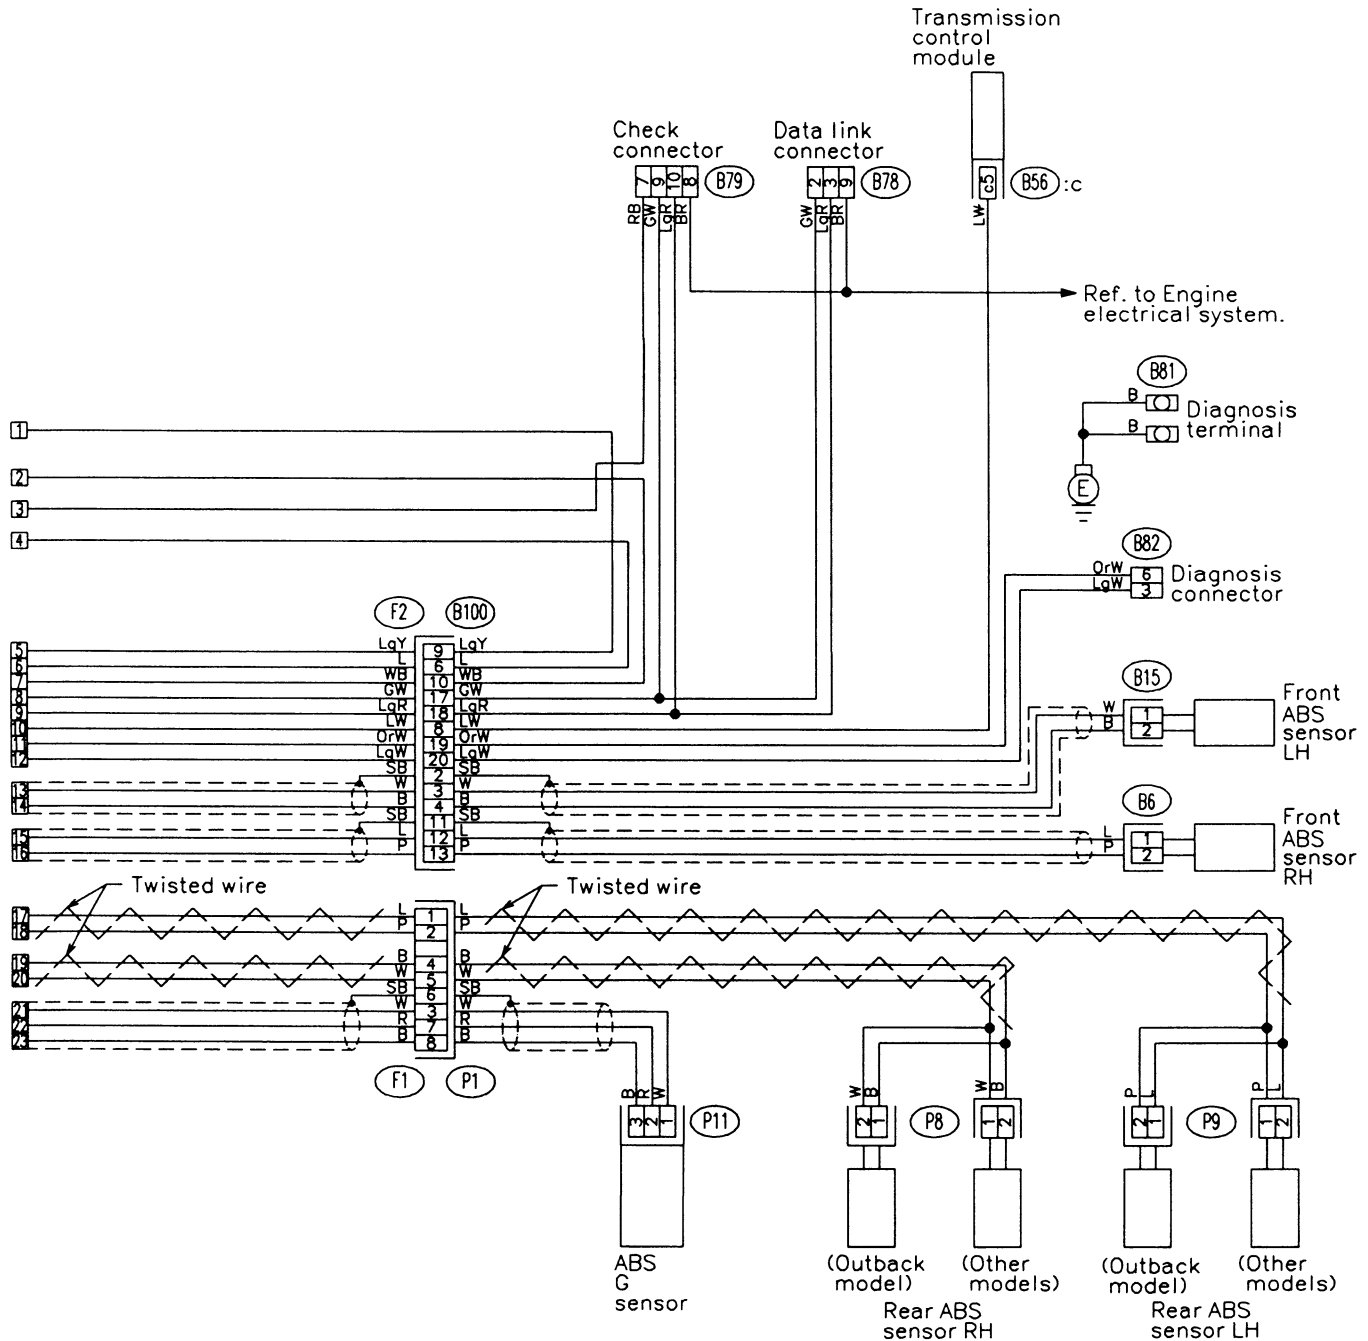 Transmission
control
module
Check
connector
Data link
connector
7 9 10 8
B79
2 3 9
B78
c5
B56 :c
RB GW LgR BR
GW LgR BR
LW
Ref. to Engine
electrical system.
B81
B
B
Diagnosis
terminal
E
1
2
3
4
B82
OrW 6
LgW 3
Diagnosis
connector
F2 B100
5 LgY 9 LgY
6 L 6 L
7 WB 10 WB
8 GW 17 GW
9 LgR 18 LgR
10 LW 8 LW
11 OrW 19 OrW
12 LgW 20 LgW
SB 2 SB
13 W 3 W
14 B 4 B
SB 11 SB
15 L 12 L
16 P 13 P
B15
W 1
B 2
Front
ABS
sensor
LH
B6
L 1
P 2
Front
ABS
sensor
RH
Twisted wire
Twisted wire
17 L 1 L
18 P 2 P
19 B 4 B
20 W 5 W
SB 6 SB
21 W 3 W
22 R 7 R
23 B 8 B
F1 P1
B R W
3 2 1
P11
W B
2 1
P8
W B
1 2
P L
2 1
P9
P L
1 2
ABS
G
sensor
(Outback
model)
(Other
models)
Rear ABS
sensor RH
(Outback
model)
(Other
models)
Rear ABS
sensor LH